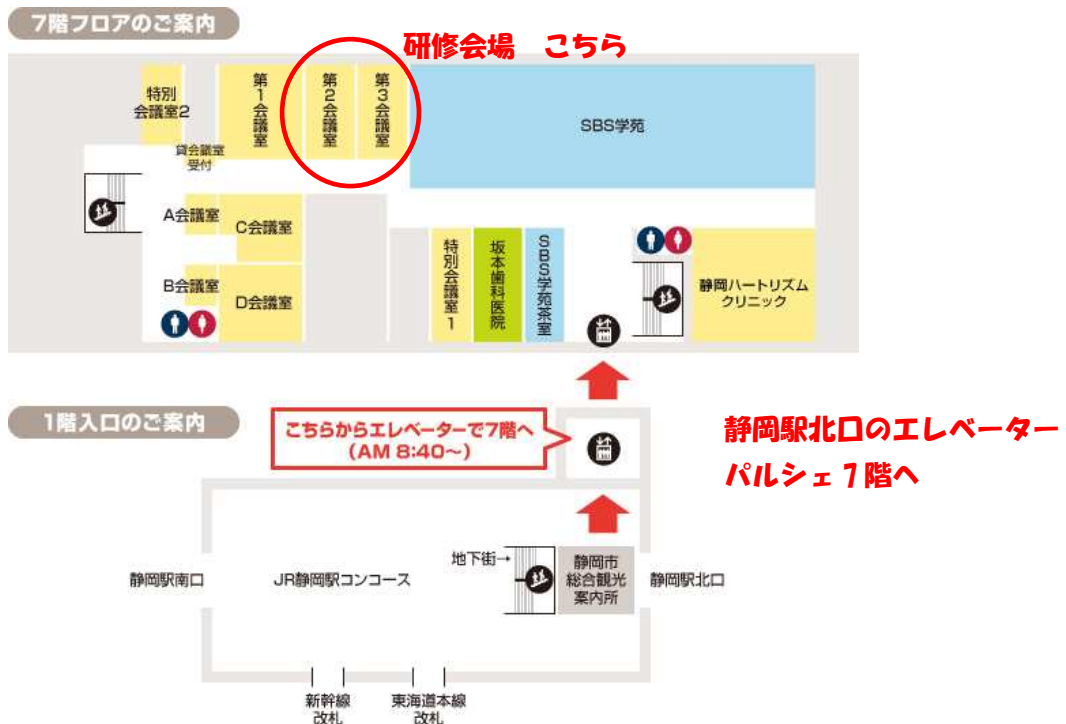 7階フロアのご案内
研修会場　こちら
特別
会議室2
第1会議室
第2会議室
第3会議室
SBS学苑
貸会議室
受付
A会議室
C会議室
B会議室
D会議室
特別会議室1
坂本歯科医院
SBS学苑茶室
静岡ハートリズム
クリニック
1階入口のご案内
こちらからエレベーターで7階へ
(AM 8:40～)
静岡駅北口のエレベーター
パルシェ７階へ
静岡駅南口
JR静岡駅コンコース
地下街→
静岡市
総合観光
案内所
静岡駅北口
新幹線
改札
東海道本線
改札